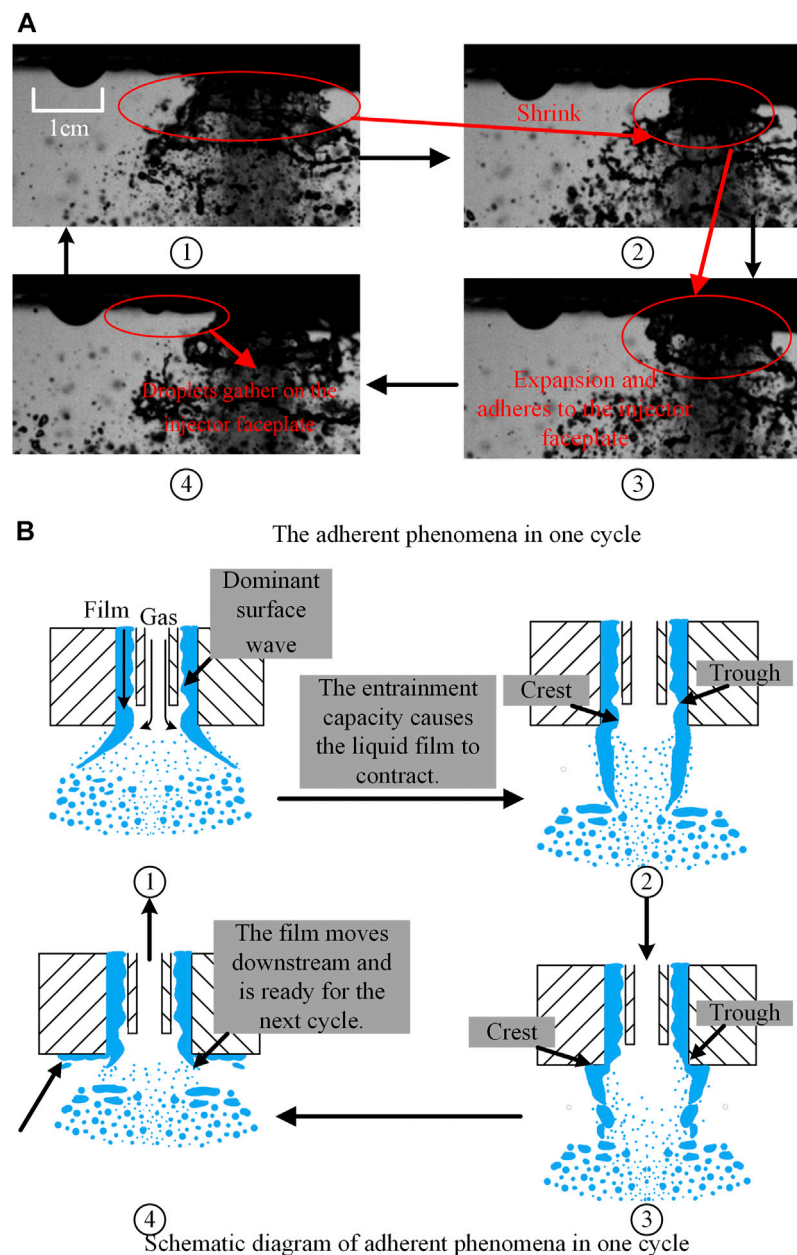 A
1cm
Shrink
①
②
Droplets gather on the
injector faceplate
Expansion and
adheres to the injector
faceplate
④
③
The adherent phenomena in one cycle
B
Film
Gas
Dominant
surface
wave
The entrainment
capacity causes
the liquid film to
contract.
Crest
Trough
①
②
The film moves
downstream and
is ready for the
next cycle.
Crest
Trough
④
③
Schematic diagram of adherent phenomena in one cycle